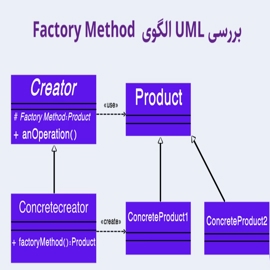 بررسی UML الگوی Factory Method
Creator
# Factory Method():Product
+ anOperation()
«use»
Product
Concretecreator
+ factoryMethod():Product
«create»
ConcreteProduct1
ConcreteProduct2